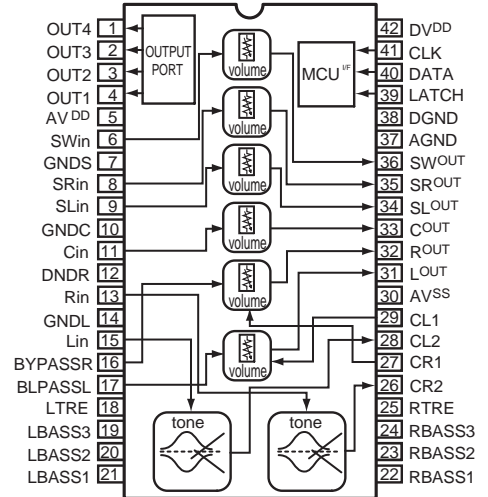 OUT4 1
OUT3 2
OUT2 3
OUT1 4
AVDD 5
SWin 6
GNDS 7
SRin 8
SLin 9
GNDC 10
Cin 11
DNDR 12
Rin 13
GNDL 14
Lin 15
BYPASSR 16
BLPASSL 17
LTRE 18
LBASS3 19
LBASS2 20
LBASS1 21
OUTPUT
PORT
volume
volume
volume
volume
volume
volume
tone
tone
MCU I/F
42 DVDD
41 CLK
40 DATA
39 LATCH
38 DGND
37 AGND
36 SWOUT
35 SROUT
34 SLOUT
33 COUT
32 ROUT
31 LOUT
30 AVSS
29 CL1
28 CL2
27 CR1
26 CR2
25 RTRE
24 RBASS3
23 RBASS2
22 RBASS1